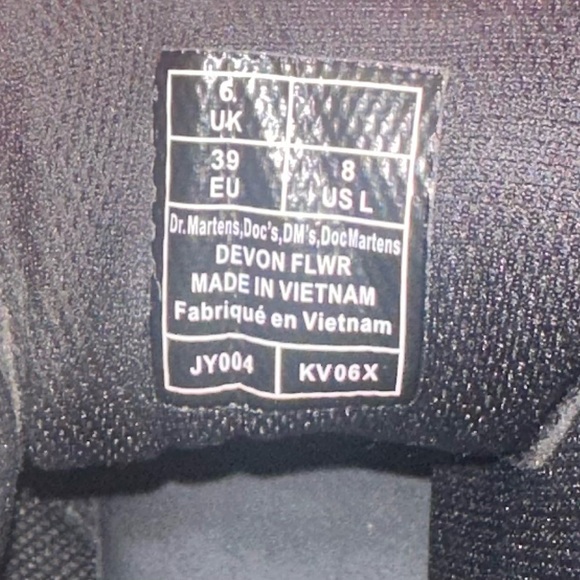 6
UK
39
EU
8
US L
Dr.Martens,Doc's,DM's,DocMartens
DEVON FLWR
MADE IN VIETNAM
Fabriqué en Vietnam
JY004
KV06X